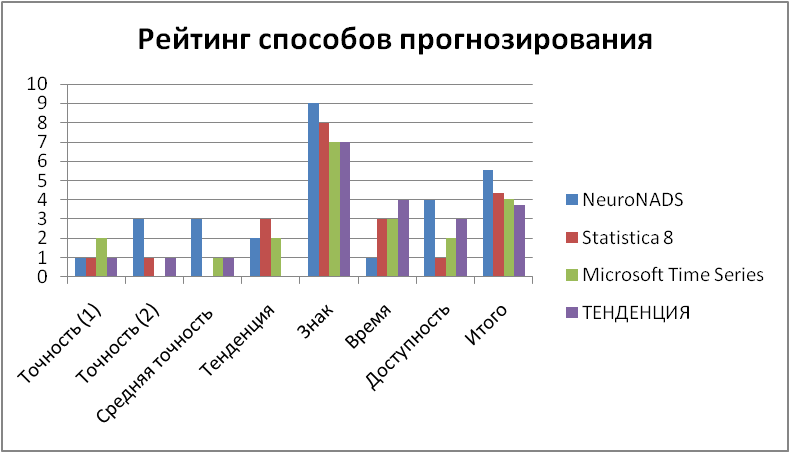 Рейтинг способов прогнозирования
10
9
8
7
6
5
4
3
2
1
0
Точность (1)
Точность (2)
Средняя точность
Тенденция
Знак
Время
Доступность
Итого
NeuroNADS
Statistica 8
Microsoft Time Series
ТЕНДЕНЦИЯ